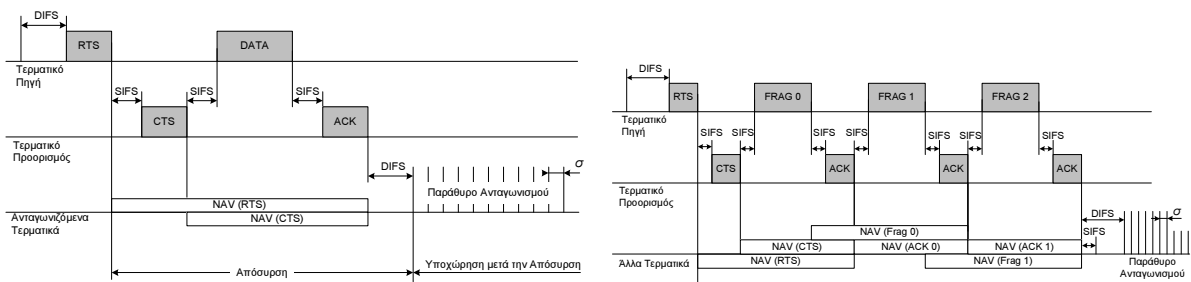 DIFS
RTS
DATA
Τερματικό
Πηγή
SIFS
SIFS
SIFS
CTS
ACK
Τερματικό
Προορισμός
DIFS
σ
Παράθυρο Ανταγωνισμού
NAV (RTS)
NAV (CTS)
Ανταγωνιζόμενα
Τερματικά
Απόσυρση
Υποχώρηση μετά την Απόσυρση
DIFS
RTS
FRAG 0
FRAG 1
FRAG 2
Τερματικό
Πηγή
SIFS
SIFS
SIFS
SIFS
SIFS
SIFS
SIFS
CTS
ACK
ACK
ACK
Τερματικό
Προορισμός
DIFS
σ
SIFS
NAV (Frag 0)
NAV (CTS)
NAV (ACK 0)
NAV (ACK 1)
Άλλα Τερματικά
NAV (RTS)
NAV (Frag 1)
Παράθυρο
Ανταγωνισμού